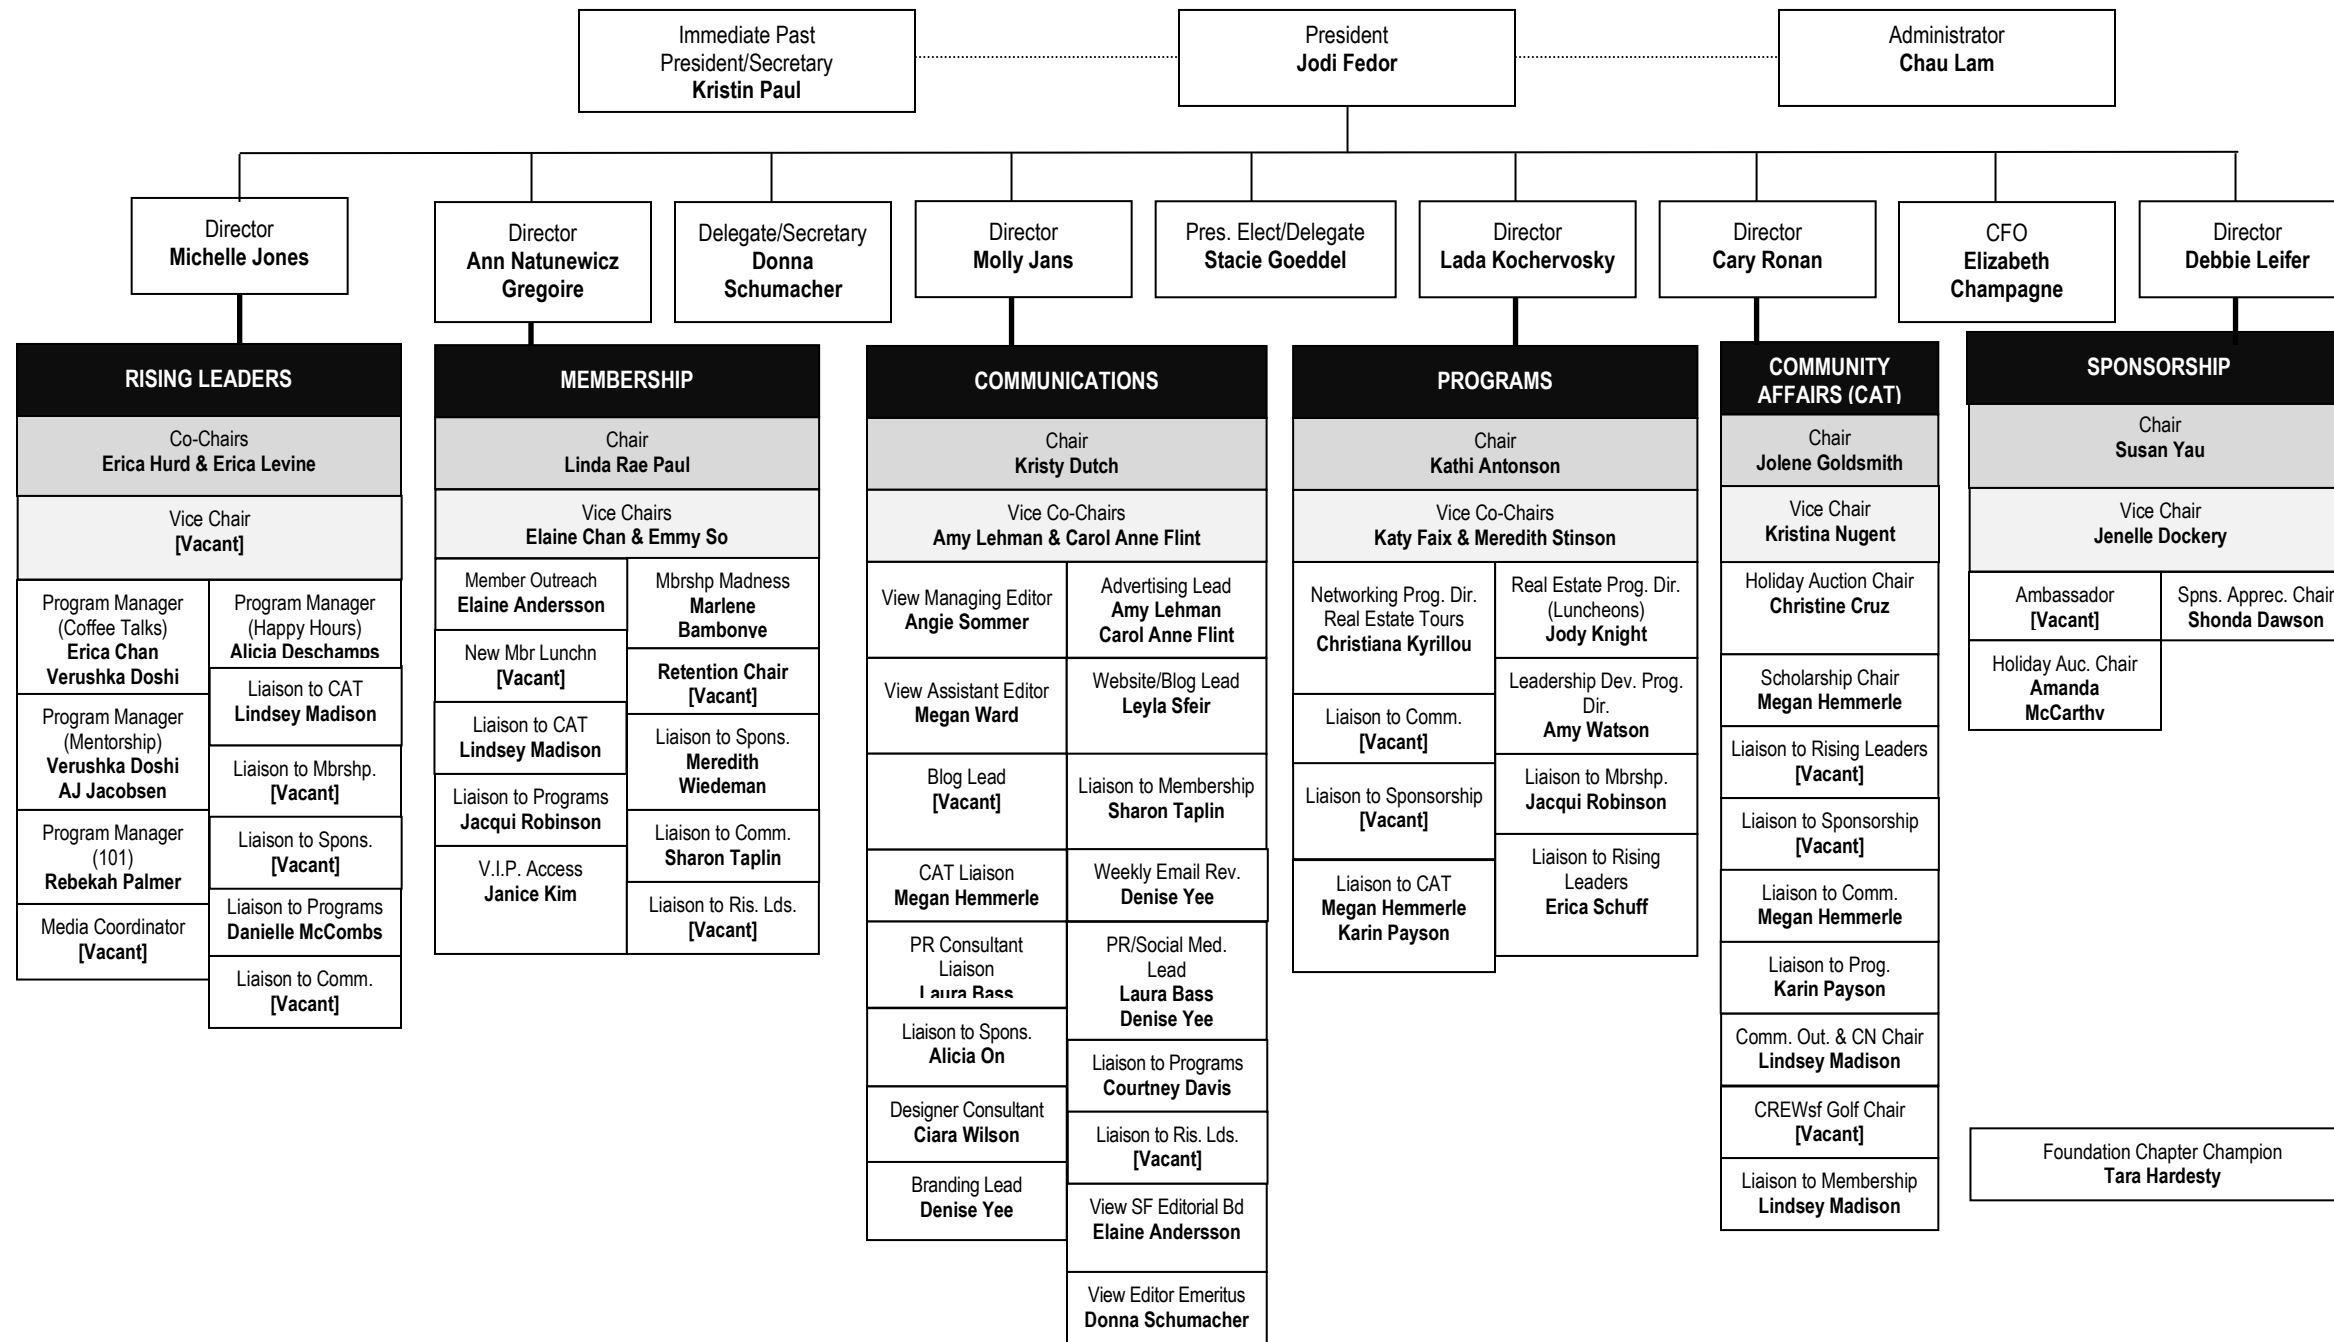 Immediate Past
President/Secretary
Kristin Paul
President
Jodi Fedor
Administrator
Chau Lam
Director
Michelle Jones
Director
Ann Natunewicz
Gregoire
Delegate/Secretary
Donna
Schumacher
Director
Molly Jans
Pres. Elect/Delegate
Stacie Goeddel
Director
Lada Kochervosky
Director
Cary Ronan
CFO
Elizabeth
Champagne
Director
Debbie Leifer
RISING LEADERS
Co-Chairs
Erica Hurd & Erica Levine
Vice Chair
[Vacant]
Program Manager
(Coffee Talks)
Erica Chan
Verushka Doshi
Program Manager
(Mentorship)
Verushka Doshi
AJ Jacobsen
Program Manager
(101)
Rebekah Palmer
Media Coordinator
[Vacant]
Program Manager
(Happy Hours)
Alicia Deschamps
Liaison to CAT
Lindsey Madison
Liaison to Mbrshp.
[Vacant]
Liaison to Spons.
[Vacant]
Liaison to Programs
Danielle McCombs
Liaison to Comm.
[Vacant]
MEMBERSHIP
Chair
Linda Rae Paul
Vice Chairs
Elaine Chan & Emmy So
Member Outreach
Elaine Andersson
New Mbr Lunchn
[Vacant]
Liaison to CAT
Lindsey Madison
Liaison to Programs
Jacqui Robinson
V.I.P. Access
Janice Kim
Mbrshp Madness
Marlene
Bambonye
Retention Chair
[Vacant]
Liaison to Spons.
Meredith
Wiedeman
Liaison to Comm.
Sharon Taplin
Liaison to Ris. Lds.
[Vacant]
COMMUNICATIONS
Chair
Kristy Dutch
Vice Co-Chairs
Amy Lehman & Carol Anne Flint
View Managing Editor
Angie Sommer
View Assistant Editor
Megan Ward
Blog Lead
[Vacant]
CAT Liaison
Megan Hemmerle
PR Consultant
Liaison
Laura Bass
Liaison to Spons.
Alicia On
Designer Consultant
Ciara Wilson
Branding Lead
Denise Yee
Advertising Lead
Amy Lehman
Carol Anne Flint
Website/Blog Lead
Leyla Sfeir
Liaison to Membership
Sharon Taplin
Weekly Email Rev.
Denise Yee
PR/Social Med.
Lead
Laura Bass
Denise Yee
Liaison to Programs
Courtney Davis
Liaison to Ris. Lds.
[Vacant]
View SF Editorial Bd
Elaine Andersson
View Editor Emeritus
Donna Schumacher
PROGRAMS
Chair
Kathi Antonson
Vice Co-Chairs
Katy Faix & Meredith Stinson
Networking Prog. Dir.
Real Estate Tours
Christiana Kyrillou
Liaison to Comm.
[Vacant]
Liaison to Sponsorship
[Vacant]
Liaison to CAT
Megan Hemmerle
Karin Payson
Real Estate Prog. Dir.
(Luncheons)
Jody Knight
Leadership Dev. Prog.
Dir.
Amy Watson
Liaison to Mbrshp.
Jacqui Robinson
Liaison to Rising
Leaders
Erica Schuff
COMMUNITY
AFFAIRS (CAT)
Chair
Jolene Goldsmith
Vice Chair
Kristina Nugent
Holiday Auction Chair
Christine Cruz
Scholarship Chair
Megan Hemmerle
Liaison to Rising Leaders
[Vacant]
Liaison to Sponsorship
[Vacant]
Liaison to Comm.
Megan Hemmerle
Liaison to Prog.
Karin Payson
Comm. Out. & CN Chair
Lindsey Madison
CREWsf Golf Chair
[Vacant]
Liaison to Membership
Lindsey Madison
SPONSORSHIP
Chair
Susan Yau
Vice Chair
Jenelle Dockery
Ambassador
[Vacant]
Holiday Auc. Chair
Amanda
McCarthy
Spns. Apprec. Chair
Shonda Dawson
Foundation Chapter Champion
Tara Hardesty